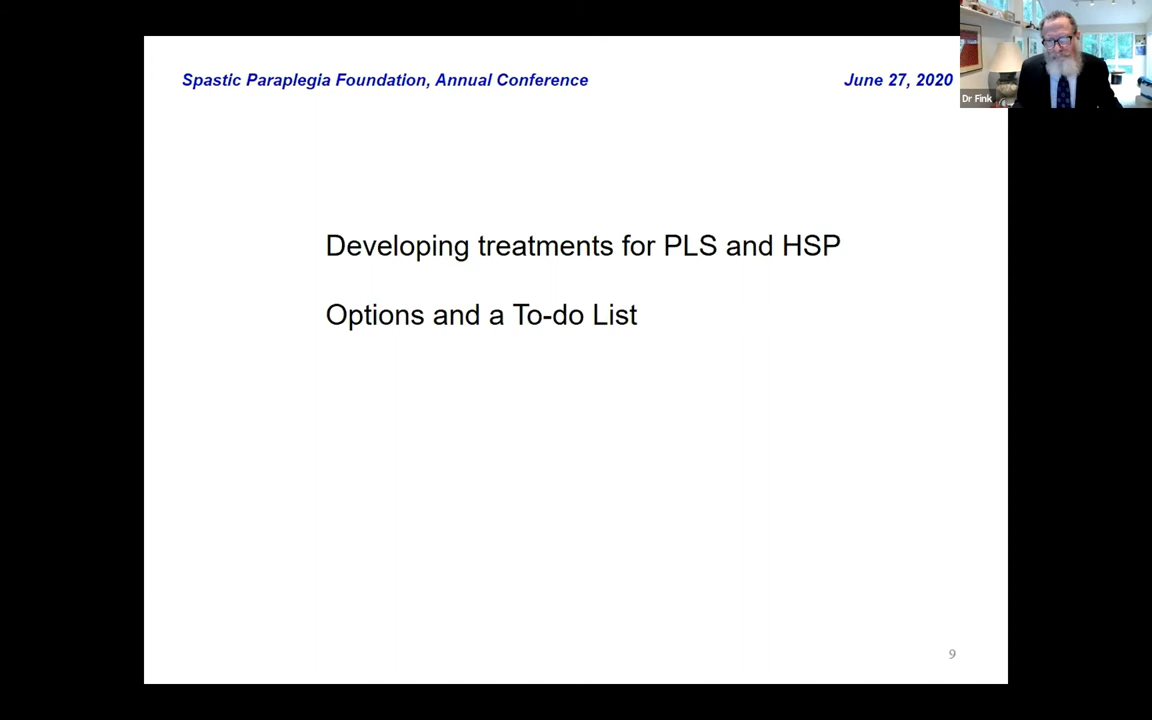 Spastic Paraplegia Foundation, Annual Conference June 27, 2020
Dr Fink
Developing treatments for PLS and HSP
Options and a To-do List
9